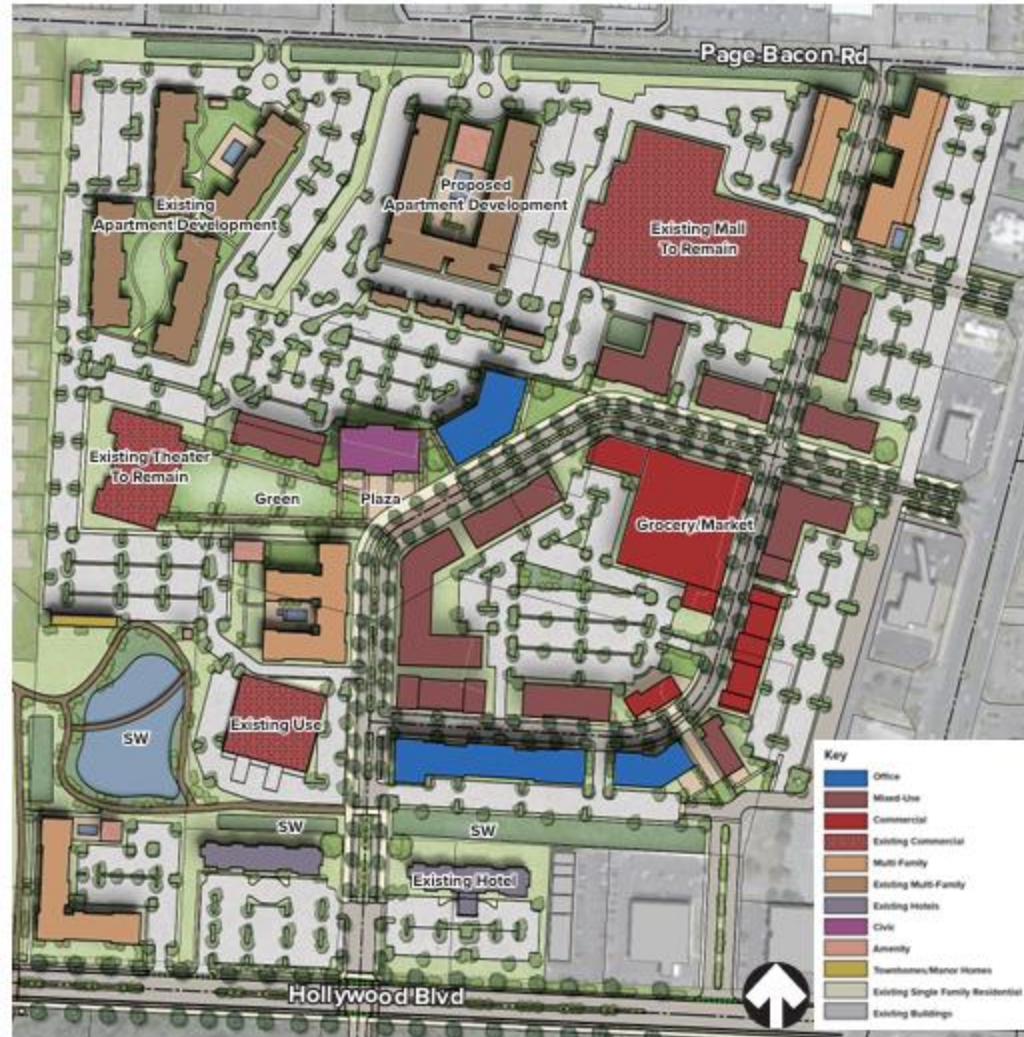 Page Bacon Rd
Existing
Apartment Development
Proposed
Apartment Development
Existing Mall
To Remain
Existing Theater
To Remain
Green
Plaza
Grocery/Market
SW
Existing Use
SW
SW
Existing Hotel
Hollywood Blvd
Key
Office
Mixed-Use
Commercial
Existing Commercial
Multi-Family
Existing Multi-Family
Existing Hotels
Civic
Amenity
Townhomes/Manor Homes
Existing Single Family Residential
Existing Buildings